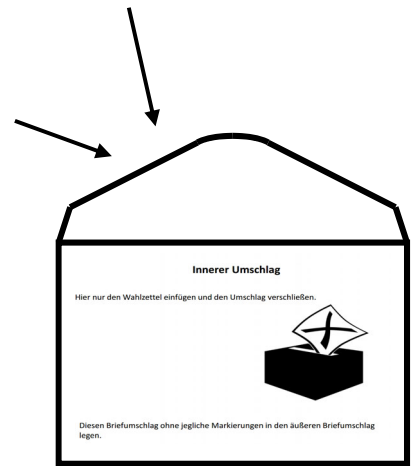 Innerer Umschlag
Hier nur den Wahlzettel einfügen und den Umschlag verschließen.
Diesen Briefumschlag ohne jegliche Markierungen in den äußeren Briefumschlag
legen.